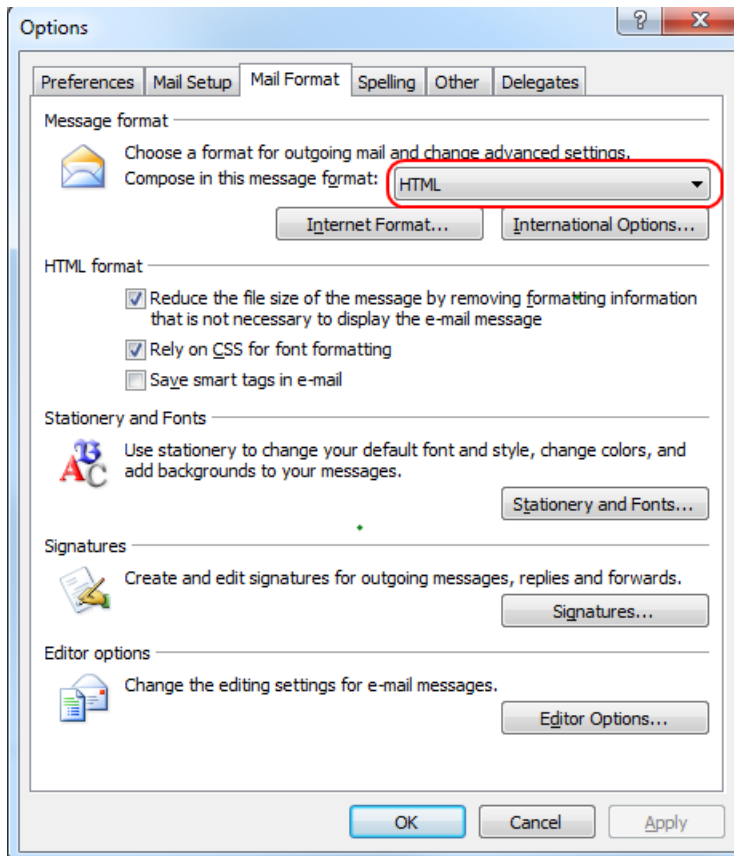 Options
Preferences Mail Setup Mail Format Spelling Other Delegates
Message format
Choose a format for outgoing mail and change advanced settings.
Compose in this message format: HTML
Internet Format... International Options...
HTML format
Reduce the file size of the message by removing formatting information
that is not necessary to display the e-mail message
Rely on CSS for font formatting
Save smart tags in e-mail
Stationery and Fonts
Use stationery to change your default font and style, change colors, and
add backgrounds to your messages.
Stationery and Fonts...
Signatures
Create and edit signatures for outgoing messages, replies and forwards.
Signatures...
Editor options
Change the editing settings for e-mail messages.
Editor Options...
OK Cancel Apply